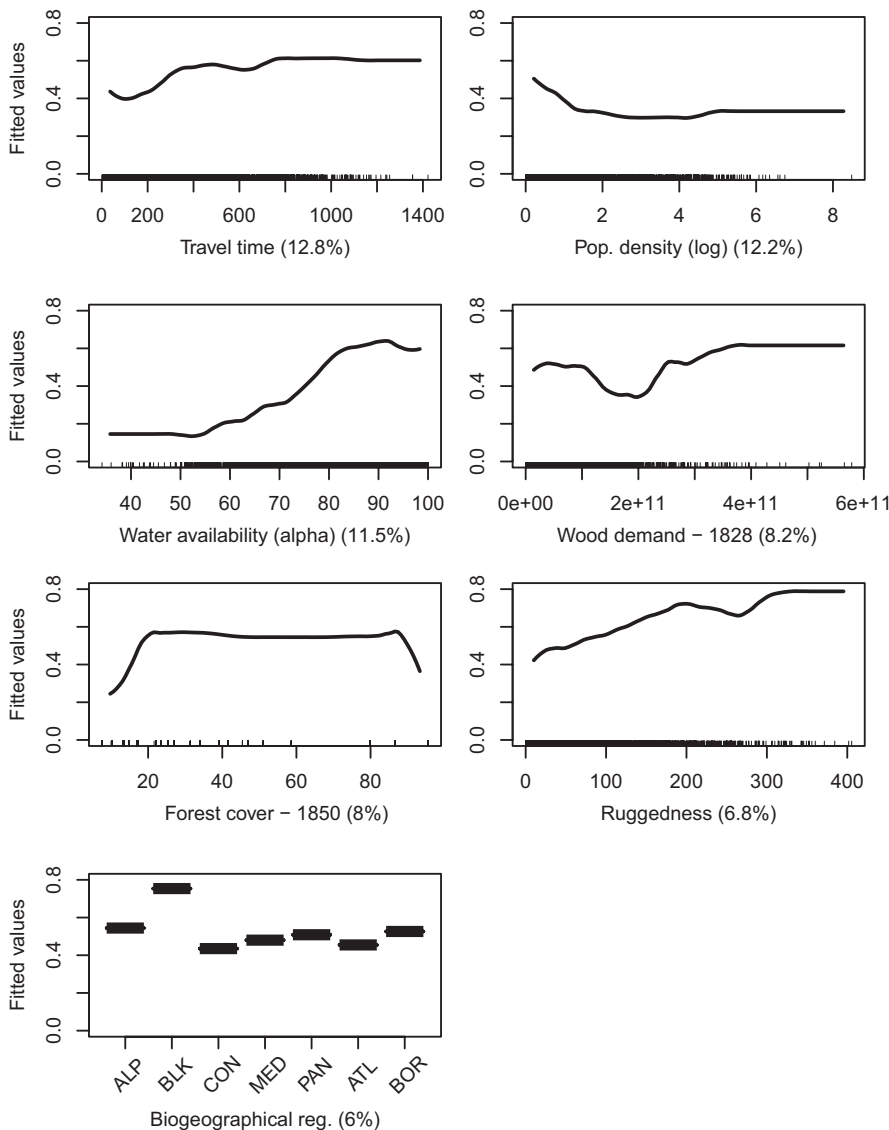 Fitted values
0.0 0.4 0.8
0 200 600 1000 1400
Travel time (12.8%)
0.0 0.4 0.8
0 2 4 6 8
Pop. density (log) (12.2%)
Fitted values
0.0 0.4 0.8
40 50 60 70 80 90 100
Water availability (alpha) (11.5%)
0.0 0.4 0.8
0e+00 2e+11 4e+11 6e+11
Wood demand − 1828 (8.2%)
Fitted values
0.0 0.4 0.8
20 40 60 80
Forest cover − 1850 (8%)
0.0 0.4 0.8
0 100 200 300 400
Ruggedness (6.8%)
Fitted values
0.0 0.4 0.8
ALP BLK CON MED PAN ATL BOR
Biogeographical reg. (6%)